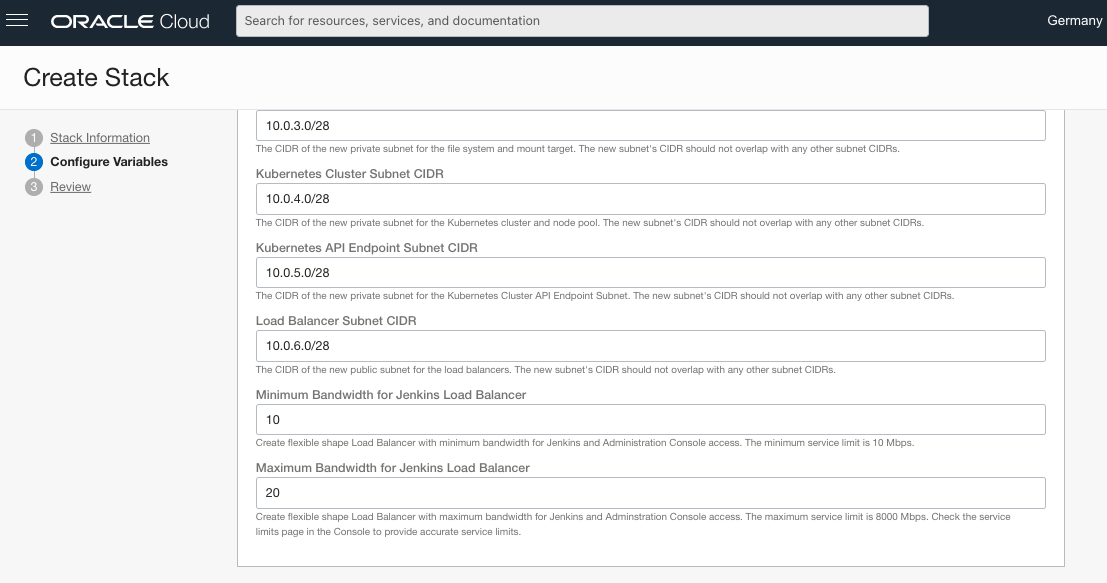 ORACLE Cloud
Search for resources, services, and documentation
Germany
Create Stack
1 Stack Information
2 Configure Variables
3 Review
10.0.3.0/28
The CIDR of the new private subnet for the file system and mount target. The new subnet's CIDR should not overlap with any other subnet CIDRs.
Kubernetes Cluster Subnet CIDR
10.0.4.0/28
The CIDR of the new private subnet for the Kubernetes cluster and node pool. The new subnet's CIDR should not overlap with any other subnet CIDRs.
Kubernetes API Endpoint Subnet CIDR
10.0.5.0/28
The CIDR of the new private subnet for the Kubernetes Cluster API Endpoint Subnet. The new subnet's CIDR should not overlap with any other subnet CIDRs.
Load Balancer Subnet CIDR
10.0.6.0/28
The CIDR of the new public subnet for the load balancers. The new subnet's CIDR should not overlap with any other subnet CIDRs.
Minimum Bandwidth for Jenkins Load Balancer
10
Create flexible shape Load Balancer with minimum bandwidth for Jenkins and Administration Console access. The minimum service limit is 10 Mbps.
Maximum Bandwidth for Jenkins Load Balancer
20
Create flexible shape Load Balancer with maximum bandwidth for Jenkins and Adminstration Console access. The maximum service limit is 8000 Mbps. Check the service
limits page in the Console to provide accurate service limits.